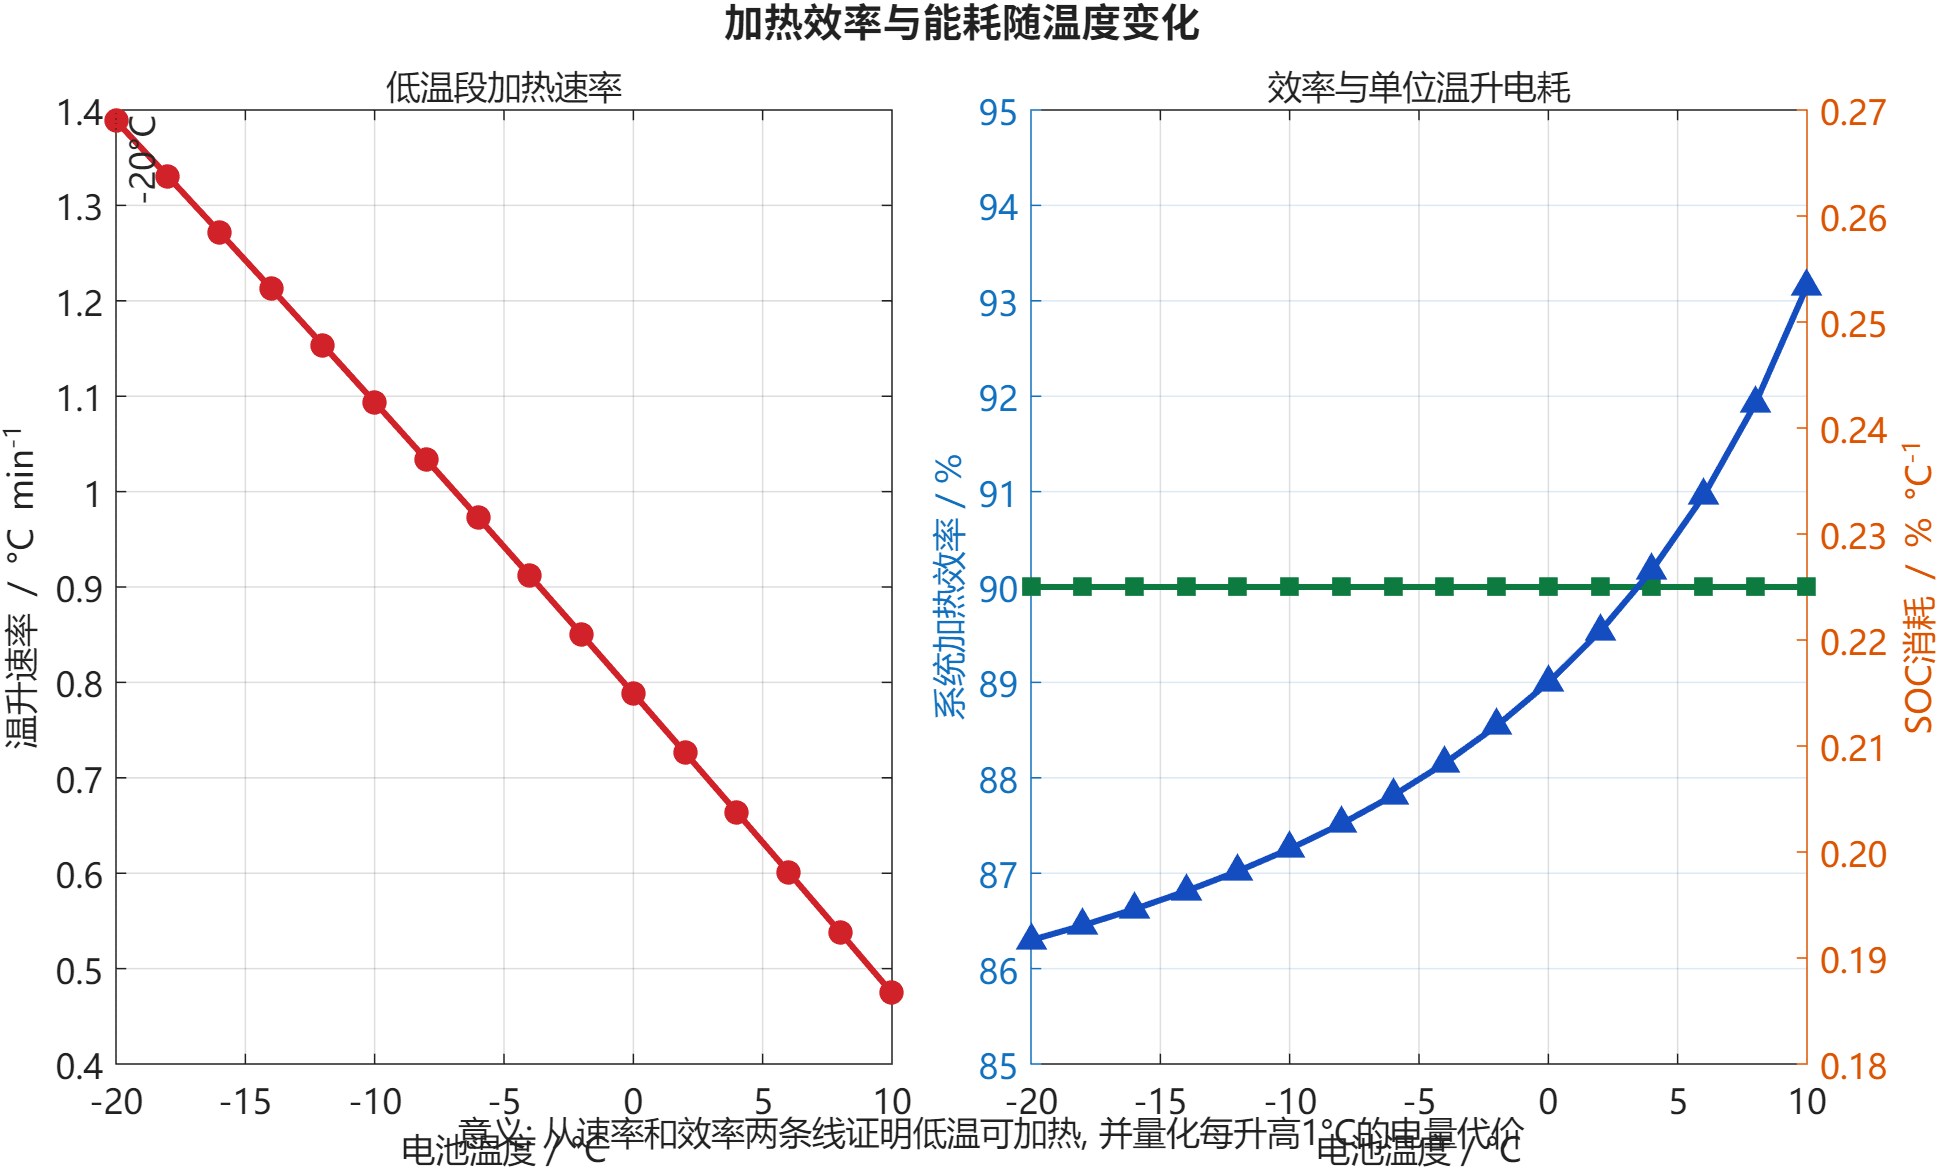 加热效率与能耗随温度变化
低温段加热速率
1.4
1.3
1.2
1.1
1
0.9
0.8
0.7
0.6
0.5
0.4
-20 -15 -10 -5 0 5 10
-20°C
温升速率 / °C min⁻¹
电池温度 / °C
效率与单位温升电耗
95
94
93
92
91
90
89
88
87
86
85
系统加热效率 / %
0.27
0.26
0.25
0.24
0.23
0.22
0.21
0.20
0.19
0.18
SOC消耗 / % °C⁻¹
-20 -15 -10 -5 0 5 10
电池温度 / °C
意义: 从速率和效率两条线证明低温可加热, 并量化每升高1°C的电量代价